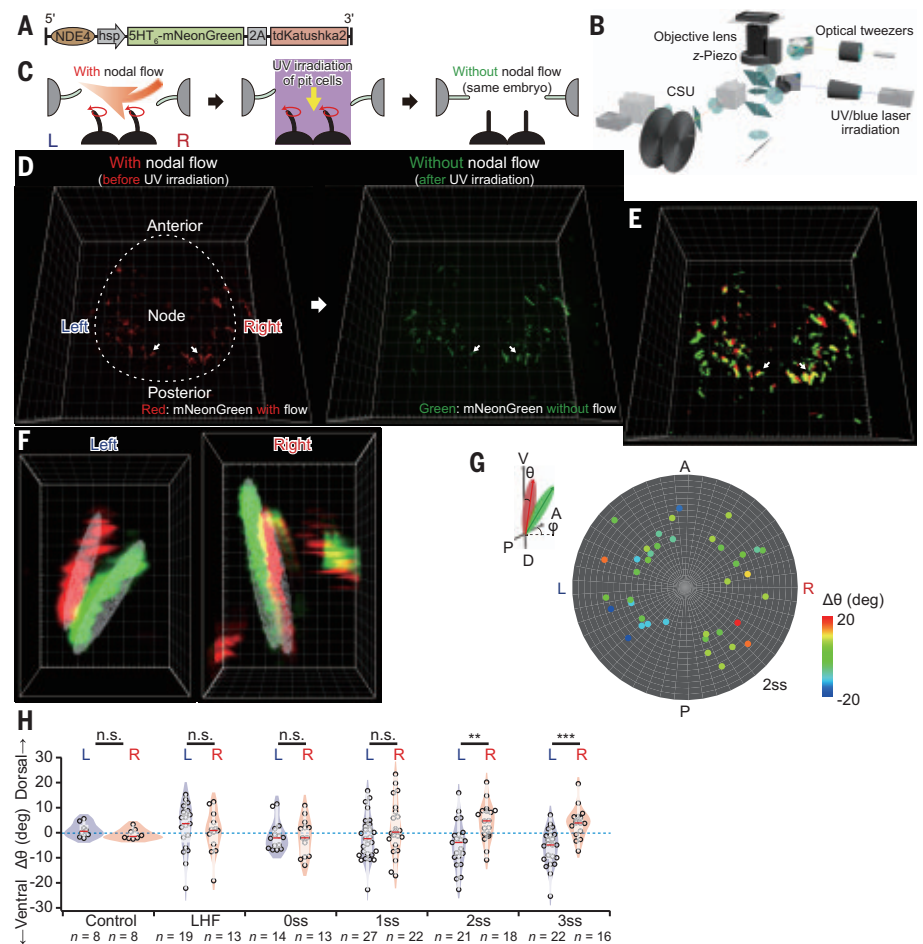 A
5'
3'
NDE4
hsp
5HT6-mNeonGreen
2A
tdKatushka2
B
Objective lens
z-Piezo
Optical tweezers
CSU
UV/blue laser
irradiation
C
With nodal flow
UV irradiation
of pit cells
Without nodal flow
(same embryo)
L
R
D
With nodal flow
(before UV irradiation)
Without nodal flow
(after UV irradiation)
Anterior
Left
Node
Right
Posterior
Red: mNeonGreen with flow
Green: mNeonGreen without flow
E
F
Left
Right
G
V
θ
A
φ
P
D
A
L
R
P
2ss
Δθ (deg)
20
-20
H
n.s. n.s. n.s. n.s. ** ***
L R L R L R L R L R L R
←Ventral Δθ (deg) Dorsal→
30
20
10
0
-10
-20
-30
Control LHF 0ss 1ss 2ss 3ss
n = 8 n = 8 n = 19 n = 13 n = 14 n = 13 n = 27 n = 22 n = 21 n = 18 n = 22 n = 16